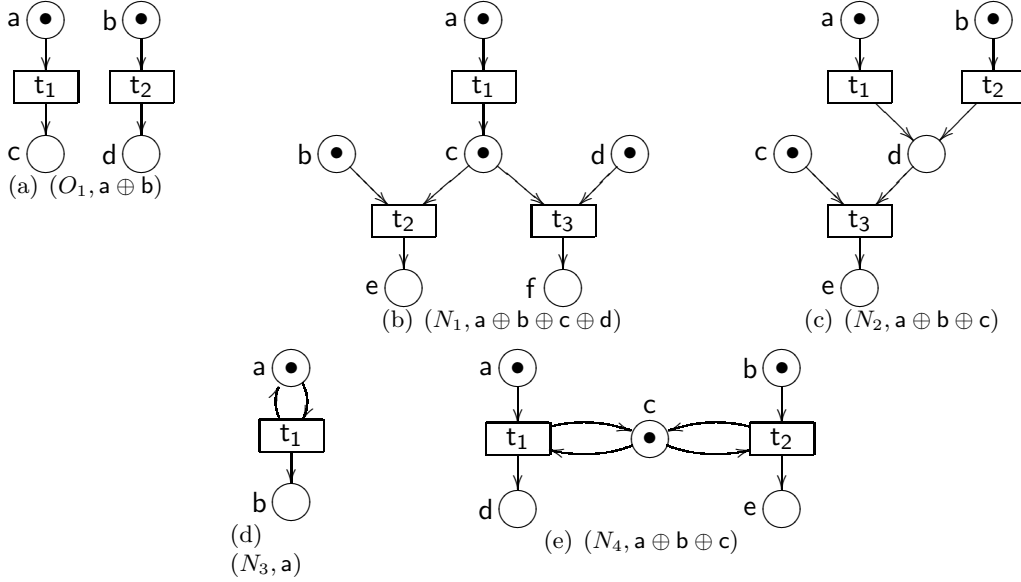 a
b
t₁
t₂
c
d
(a) (O₁, a ⊕ b)
a
t₁
b
c
d
t₂
t₃
e
f
(b) (N₁, a ⊕ b ⊕ c ⊕ d)
a
b
t₁
t₂
c
d
t₃
e
(c) (N₂, a ⊕ b ⊕ c)
a
t₁
b
(d)
(N₃, a)
a
b
c
t₁
t₂
d
e
(e) (N₄, a ⊕ b ⊕ c)